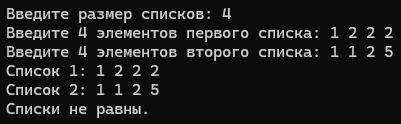 Введите размер списков: 4
Введите 4 элементов первого списка: 1 2 2 2
Введите 4 элементов второго списка: 1 1 2 5
Список 1: 1 2 2 2
Список 2: 1 1 2 5
Списки не равны.